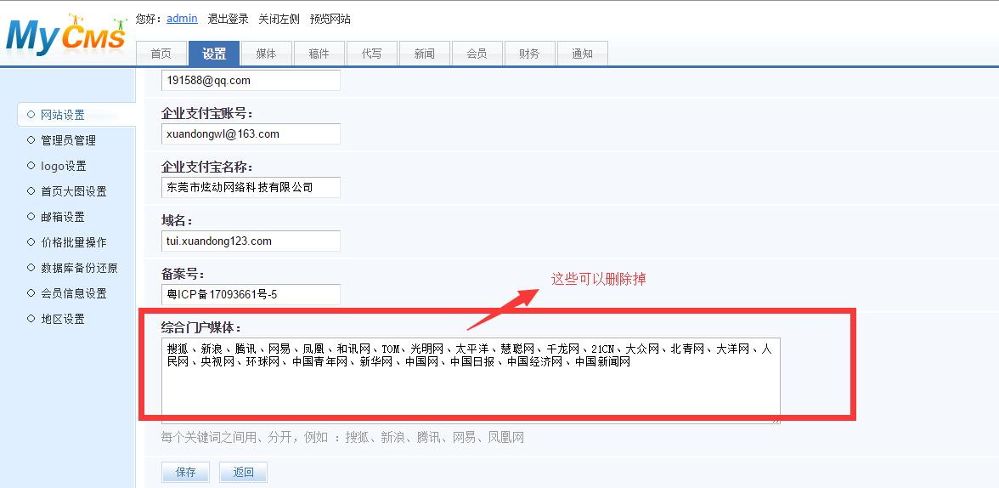 MyCMS
您好：admin 退出登录 关闭左侧 预览网站
首页 设置 媒体 稿件 代写 新闻 会员 财务 通知
网站设置
管理员管理
logo设置
首页大图设置
邮箱设置
价格批量操作
数据库备份还原
会员信息设置
地区设置
191588@qq.com
企业支付宝账号：
xuandongwl@163.com
企业支付宝名称：
东莞市炫动网络科技有限公司
域名：
tui.xuandong123.com
备案号：
粤ICP备17093661号-5
这些可以删除掉
综合门户媒体：
搜狐、新浪、腾讯、网易、凤凰、和讯网、TOM、光明网、太平洋、慧聪网、千龙网、21CN、大众网、北青网、大洋网、人
民网、央视网、环球网、中国青年网、新华网、中国网、中国日报、中国经济网、中国新闻网
每个关键词之间用、分开，例如 ：搜狐、新浪、腾讯、网易、凤凰网
保存 返回